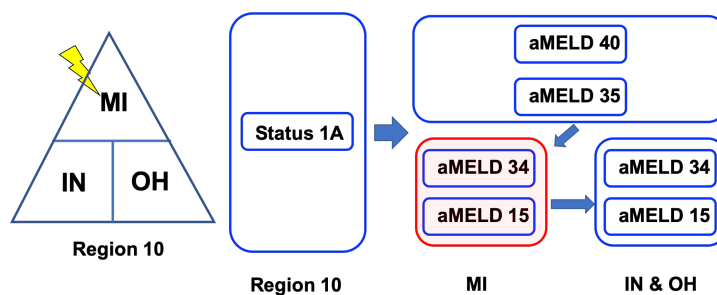 MI
IN
OH
Region 10
Status 1A
Region 10
aMELD 40
aMELD 35
aMELD 34
aMELD 15
MI
aMELD 34
aMELD 15
IN & OH